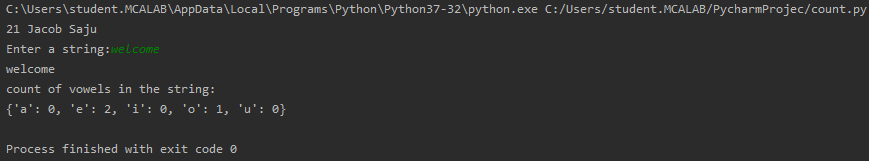 C:\Users\student.MCALAB\AppData\Local\Programs\Python\Python37-32\python.exe C:/Users/student.MCALAB/PycharmProjec/count.py
21 Jacob Saju
Enter a string:welcome
welcome
count of vowels in the string:
{'a': 0, 'e': 2, 'i': 0, 'o': 1, 'u': 0}
Process finished with exit code 0